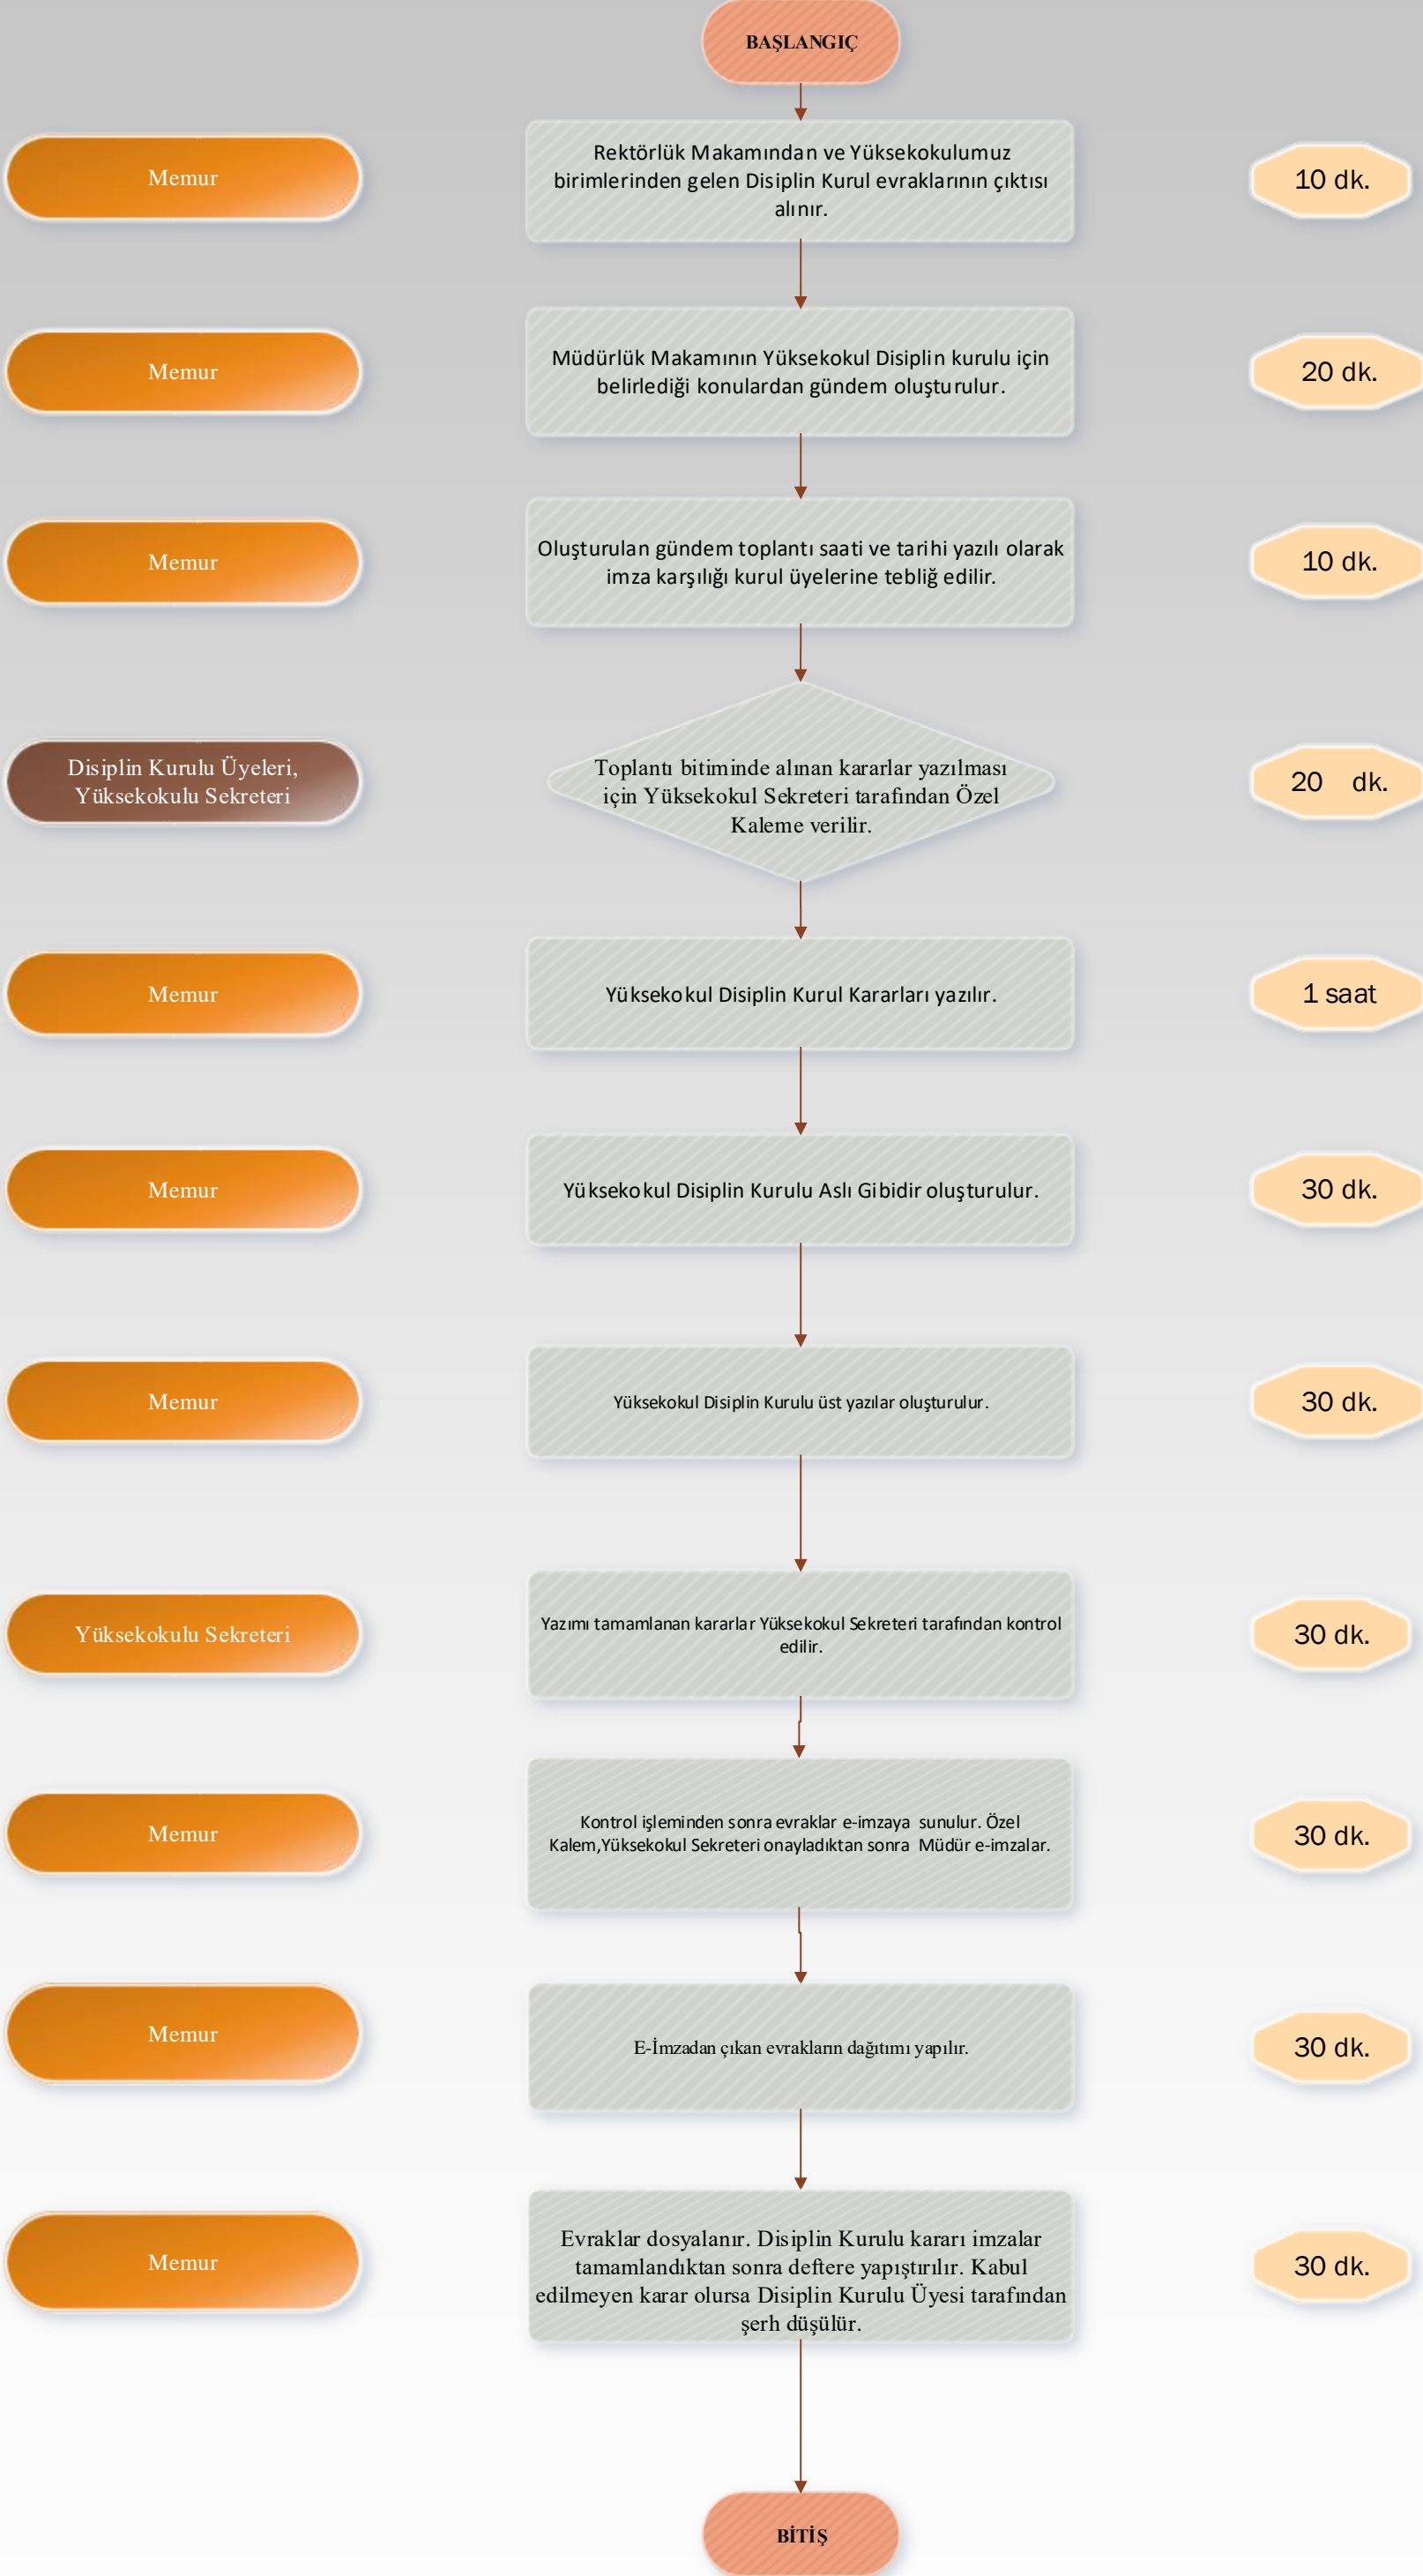 BAŞLANGIÇ
Memur
Rektörlük Makamından ve Yüksekokulumuz
birimlerinden gelen Disiplin Kurul evraklarının çıktısı
alınır.
10 dk.
Memur
Müdürlük Makamının Yüksekokul Disiplin kurulu için
belirlediği konulardan gündem oluşturulur.
20 dk.
Memur
Oluşturulan gündem toplantı saati ve tarihi yazılı olarak
imza karşılığı kurul üyelerine tebliğ edilir.
10 dk.
Disiplin Kurulu Üyeleri,
Yüksekokulu Sekreteri
Toplantı bitiminde alınan kararlar yazılması
için Yüksekokul Sekreteri tarafından Özel
Kaleme verilir.
20 dk.
Memur
Yüksekokul Disiplin Kurul Kararları yazılır.
1 saat
Memur
Yüksekokul Disiplin Kurulu Aslı Gibidir oluşturulur.
30 dk.
Memur
Yüksekokul Disiplin Kurulu üst yazılar oluşturulur.
30 dk.
Yüksekokulu Sekreteri
Yazımı tamamlanan kararlar Yüksekokul Sekreteri tarafından kontrol
edilir.
30 dk.
Memur
Kontrol işleminden sonra evraklar e-imzaya sunulur. Özel
Kalem,Yüksekokul Sekreteri onayladıktan sonra Müdür e-imzalar.
30 dk.
Memur
E-İmzadan çıkan evrakların dağıtımı yapılır.
30 dk.
Memur
Evraklar dosyalanır. Disiplin Kurulu kararı imzalar
tamamlandıktan sonra deftere yapıştırılır. Kabul
edilmeyen karar olursa Disiplin Kurulu Üyesi tarafından
şerh düşülür.
30 dk.
BİTİŞ